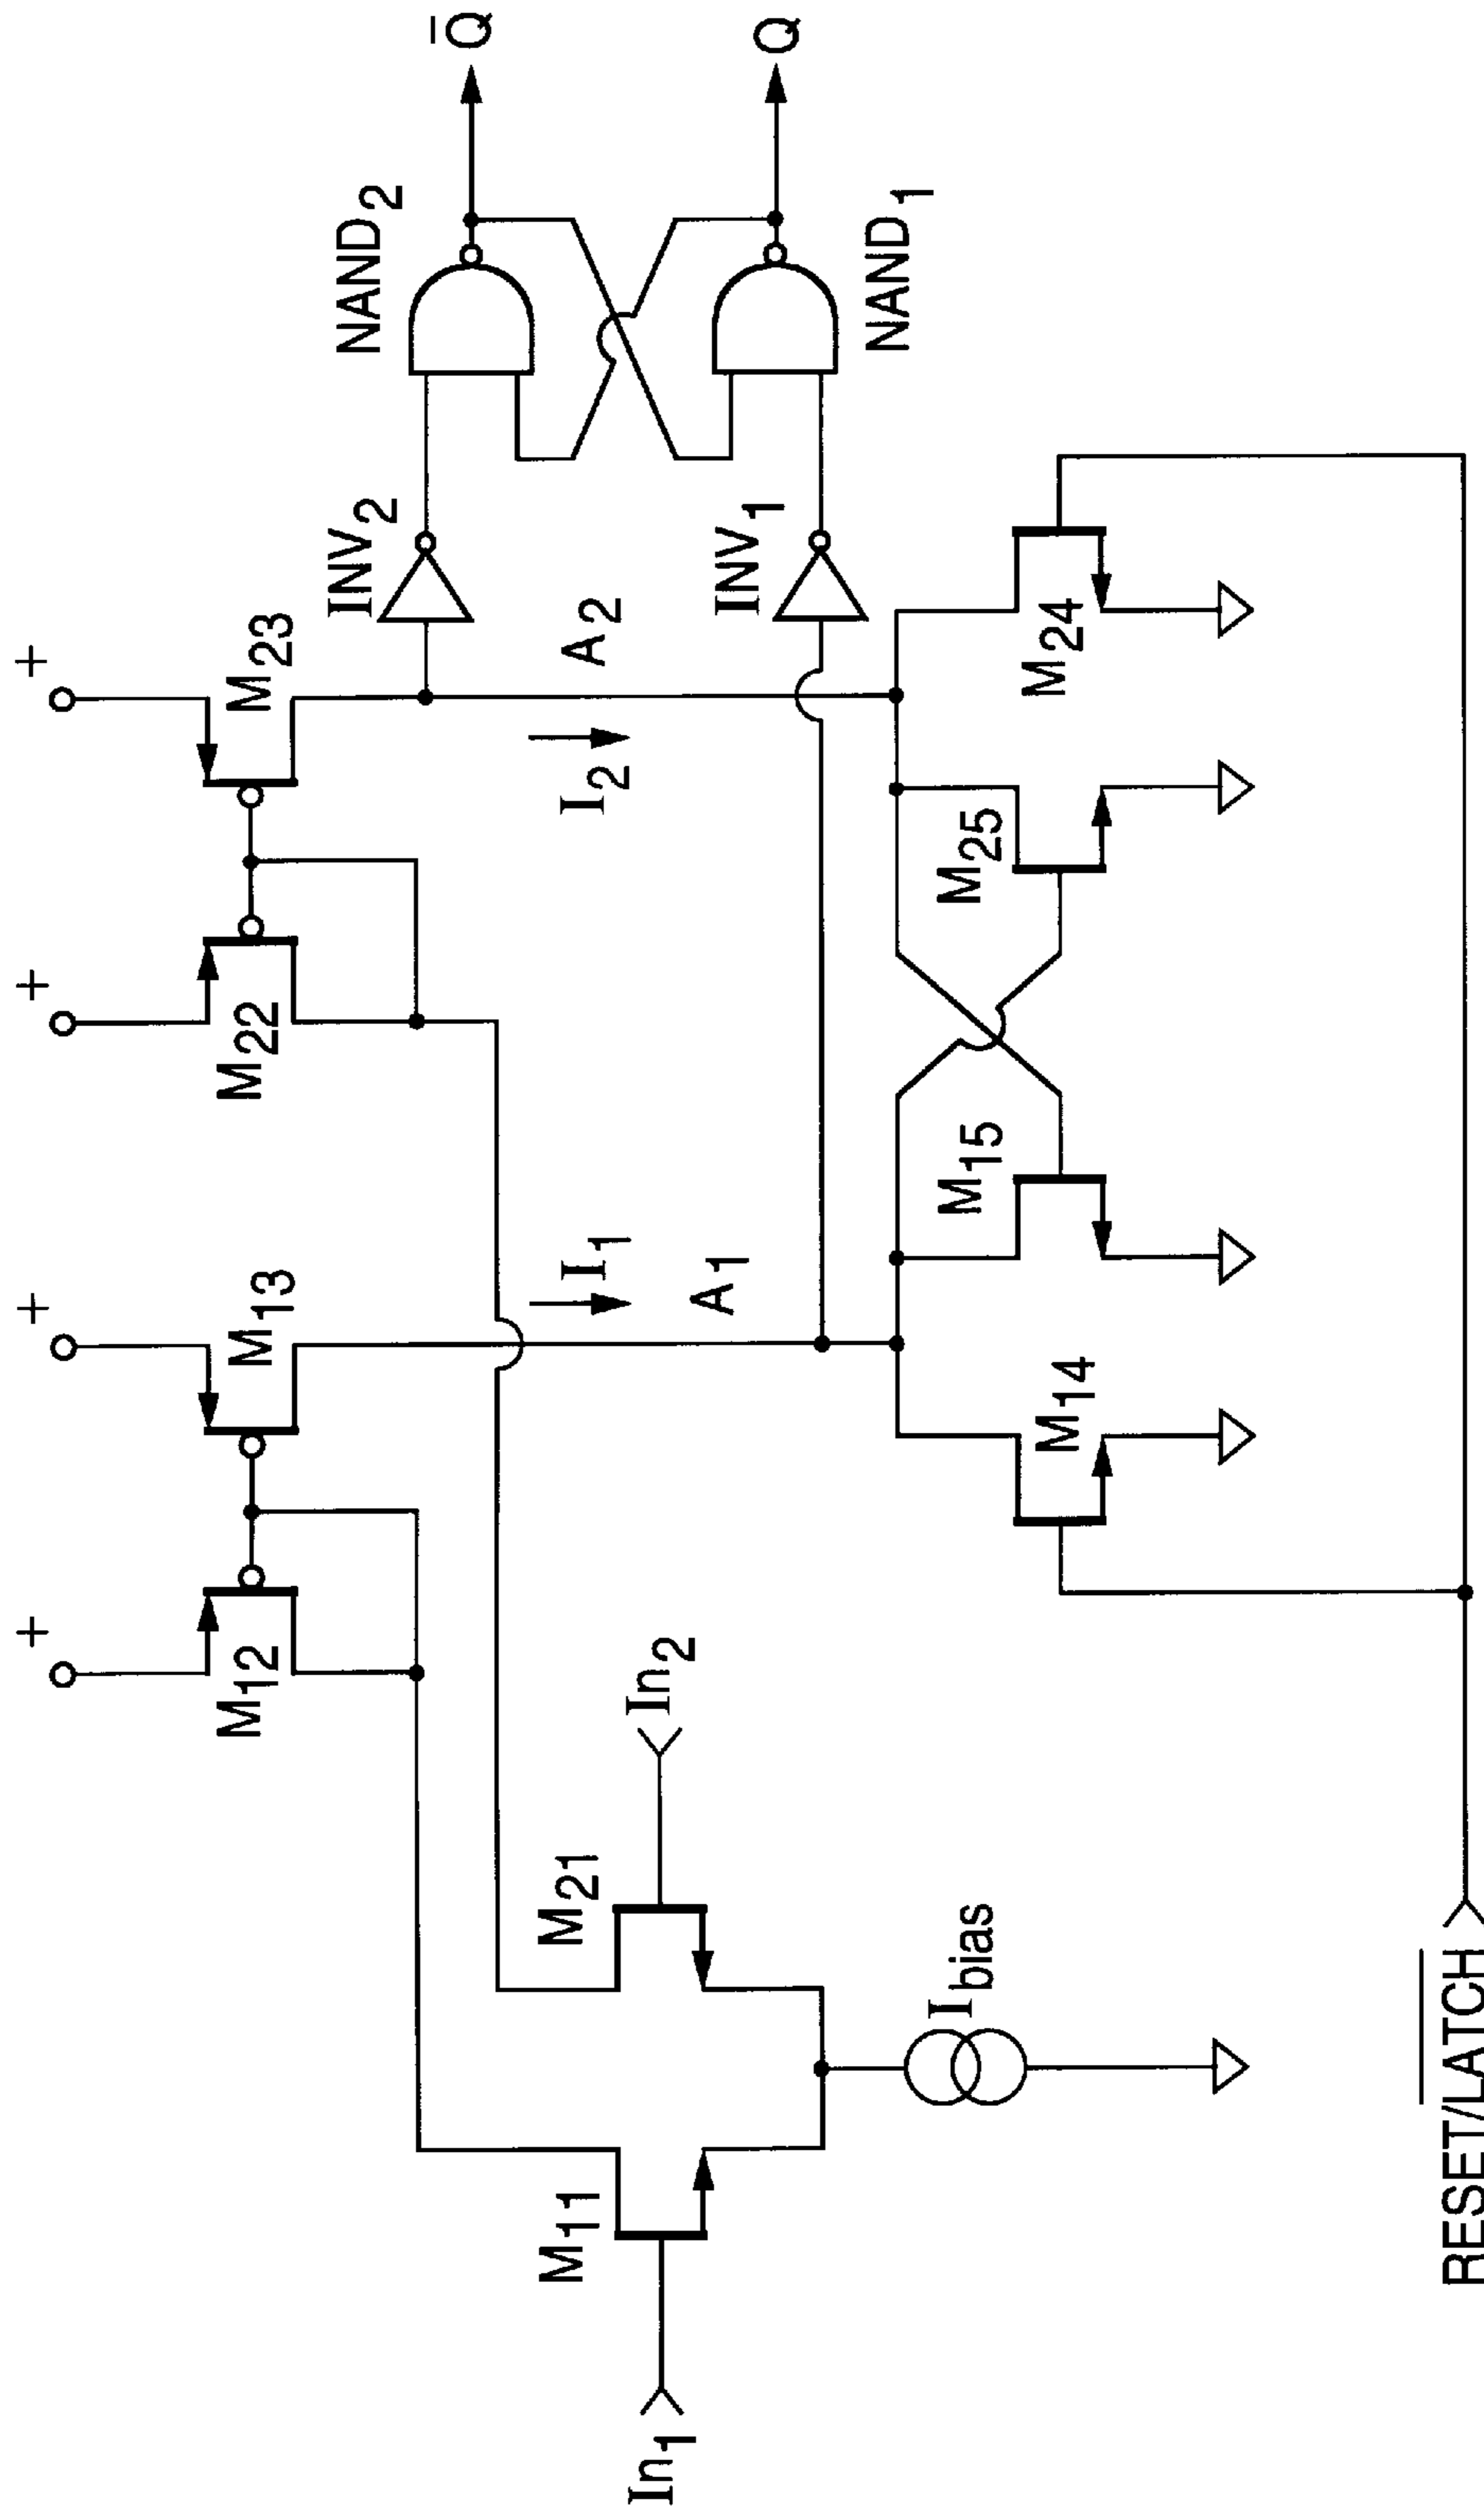 +
+
+
+
M12
M13
M22
M23
I1
A1
I2
A2
INV2
INV1
NAND2
NAND1
Q̅
Q
In1
M11
M21
In2
Ibias
M14
M15
M25
M24
RESET/L̅A̅T̅C̅H̅